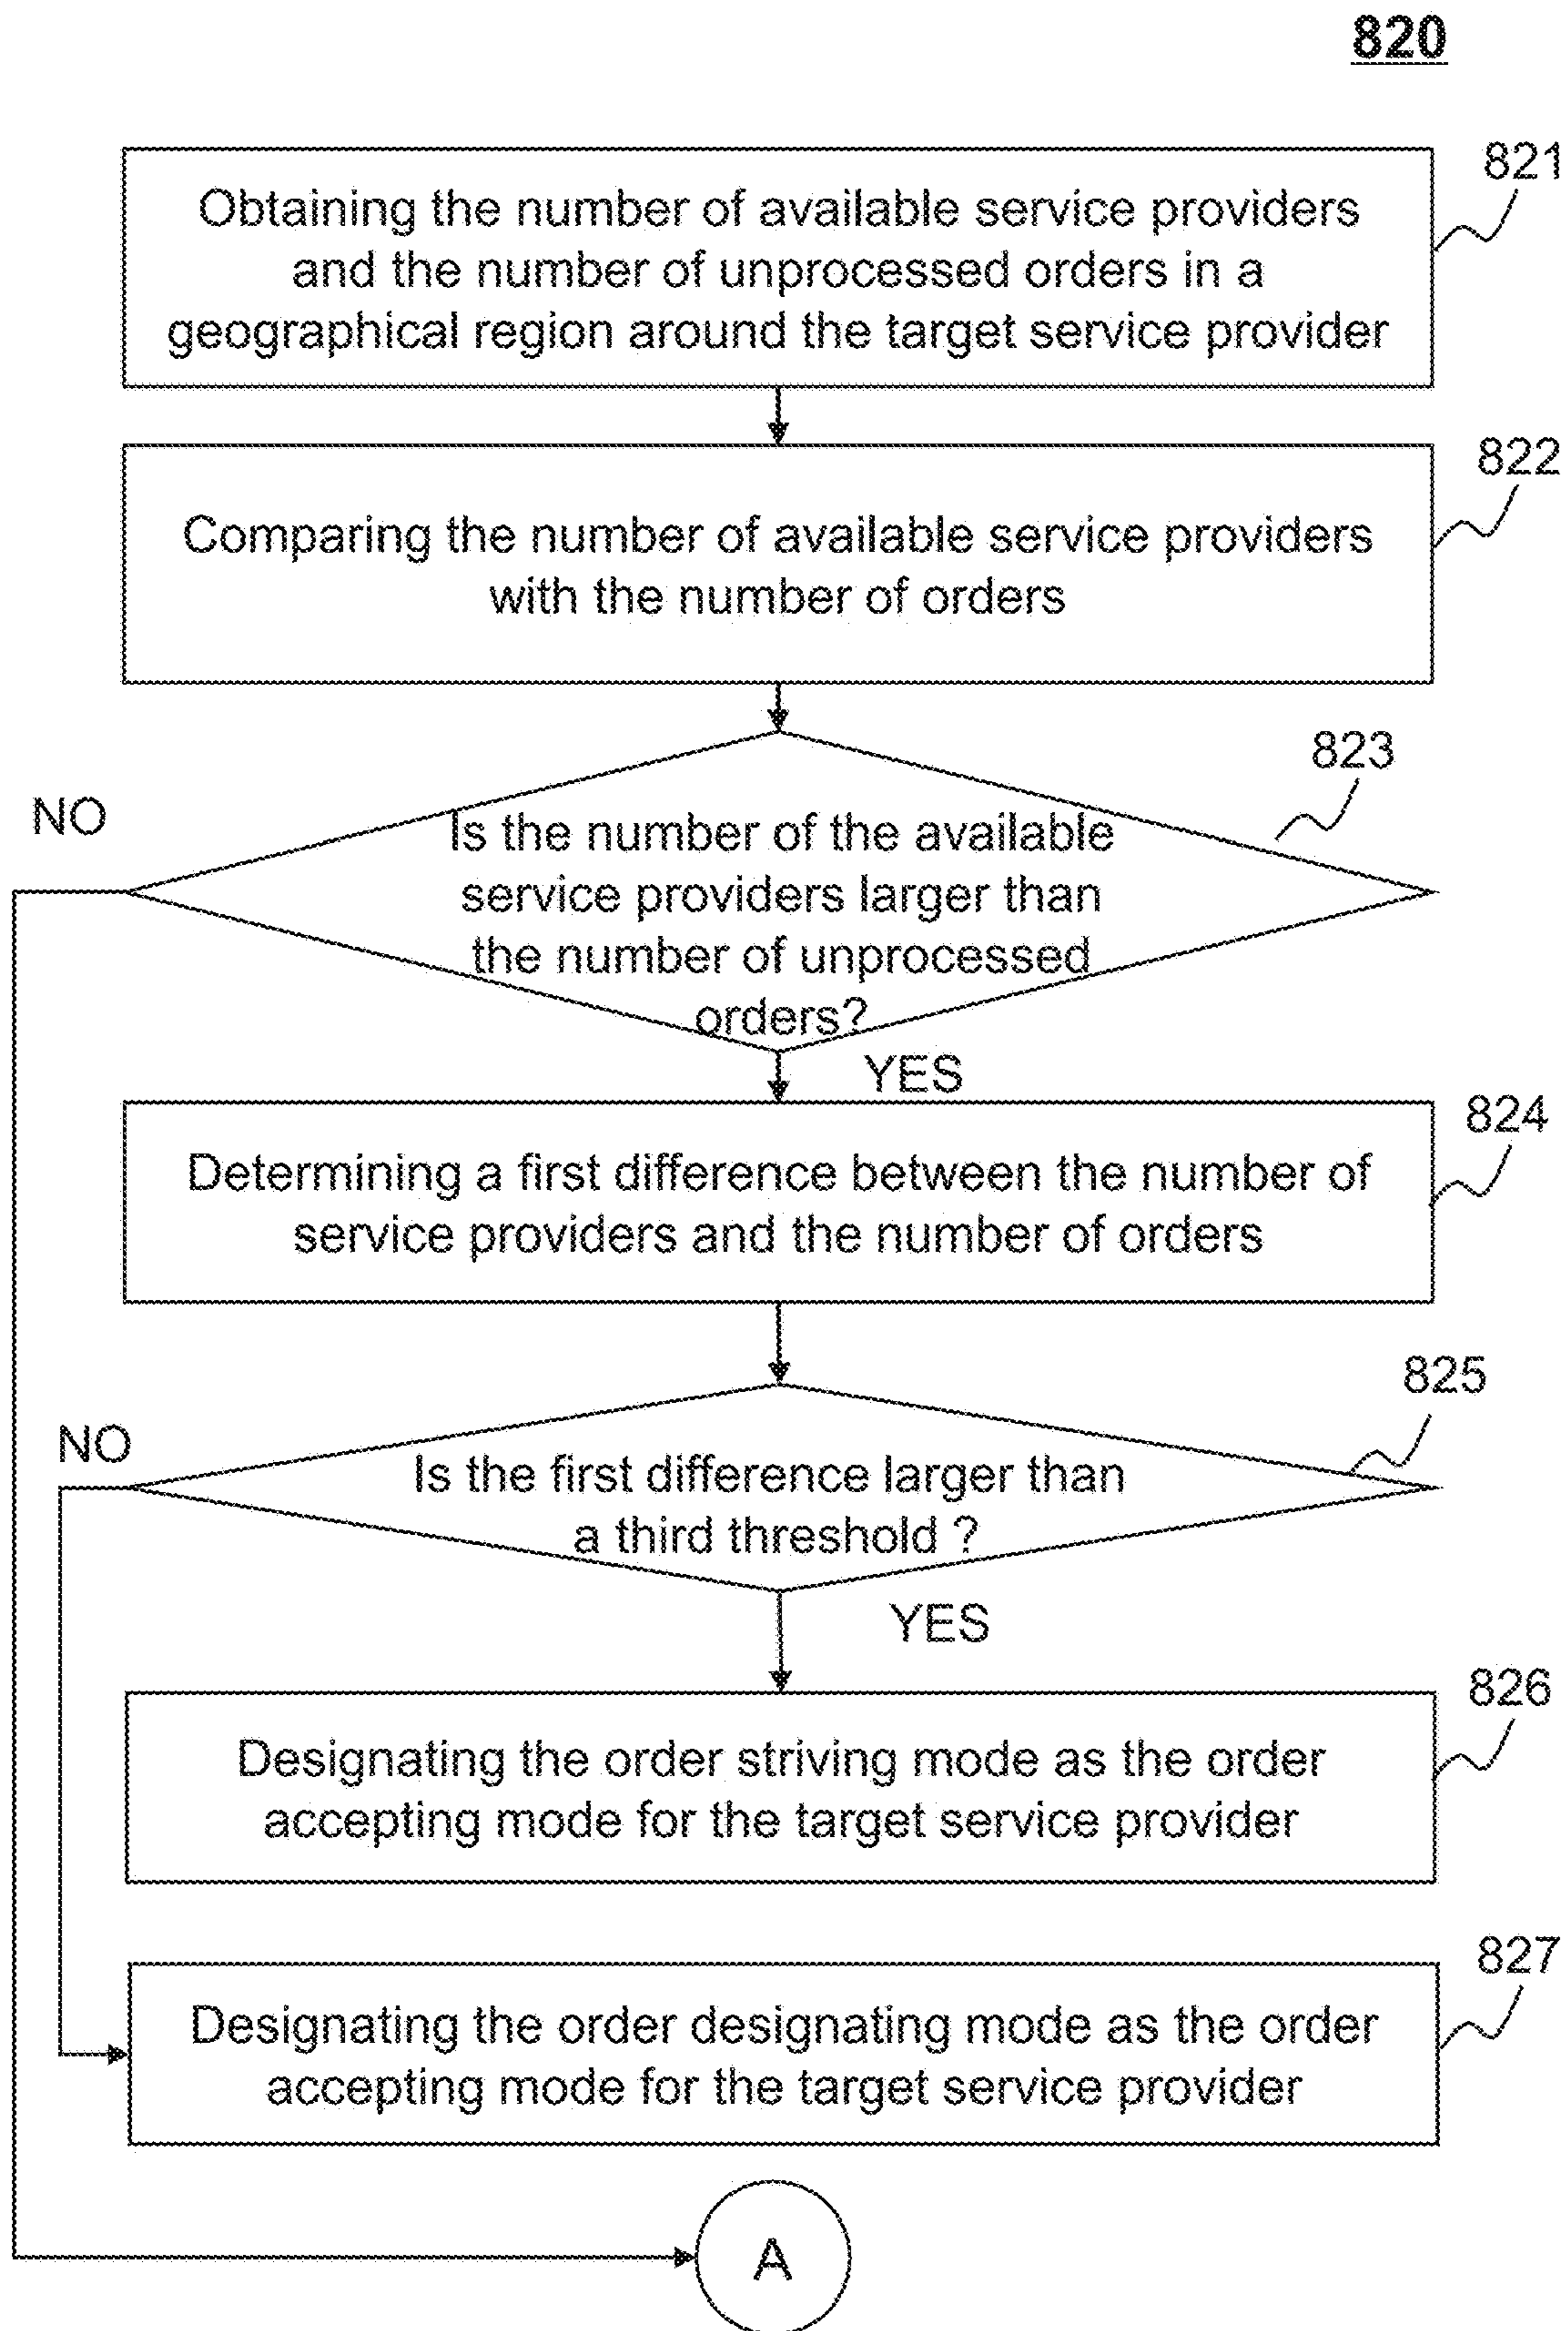 820
821
Obtaining the number of available service providers
and the number of unprocessed orders in a
geographical region around the target service provider
822
Comparing the number of available service providers
with the number of orders
823
NO
Is the number of the available
service providers larger than
the number of unprocessed
orders?
YES
824
Determining a first difference between the number of
service providers and the number of orders
825
NO
Is the first difference larger than
a third threshold ?
YES
826
Designating the order striving mode as the order
accepting mode for the target service provider
827
Designating the order designating mode as the order
accepting mode for the target service provider
A